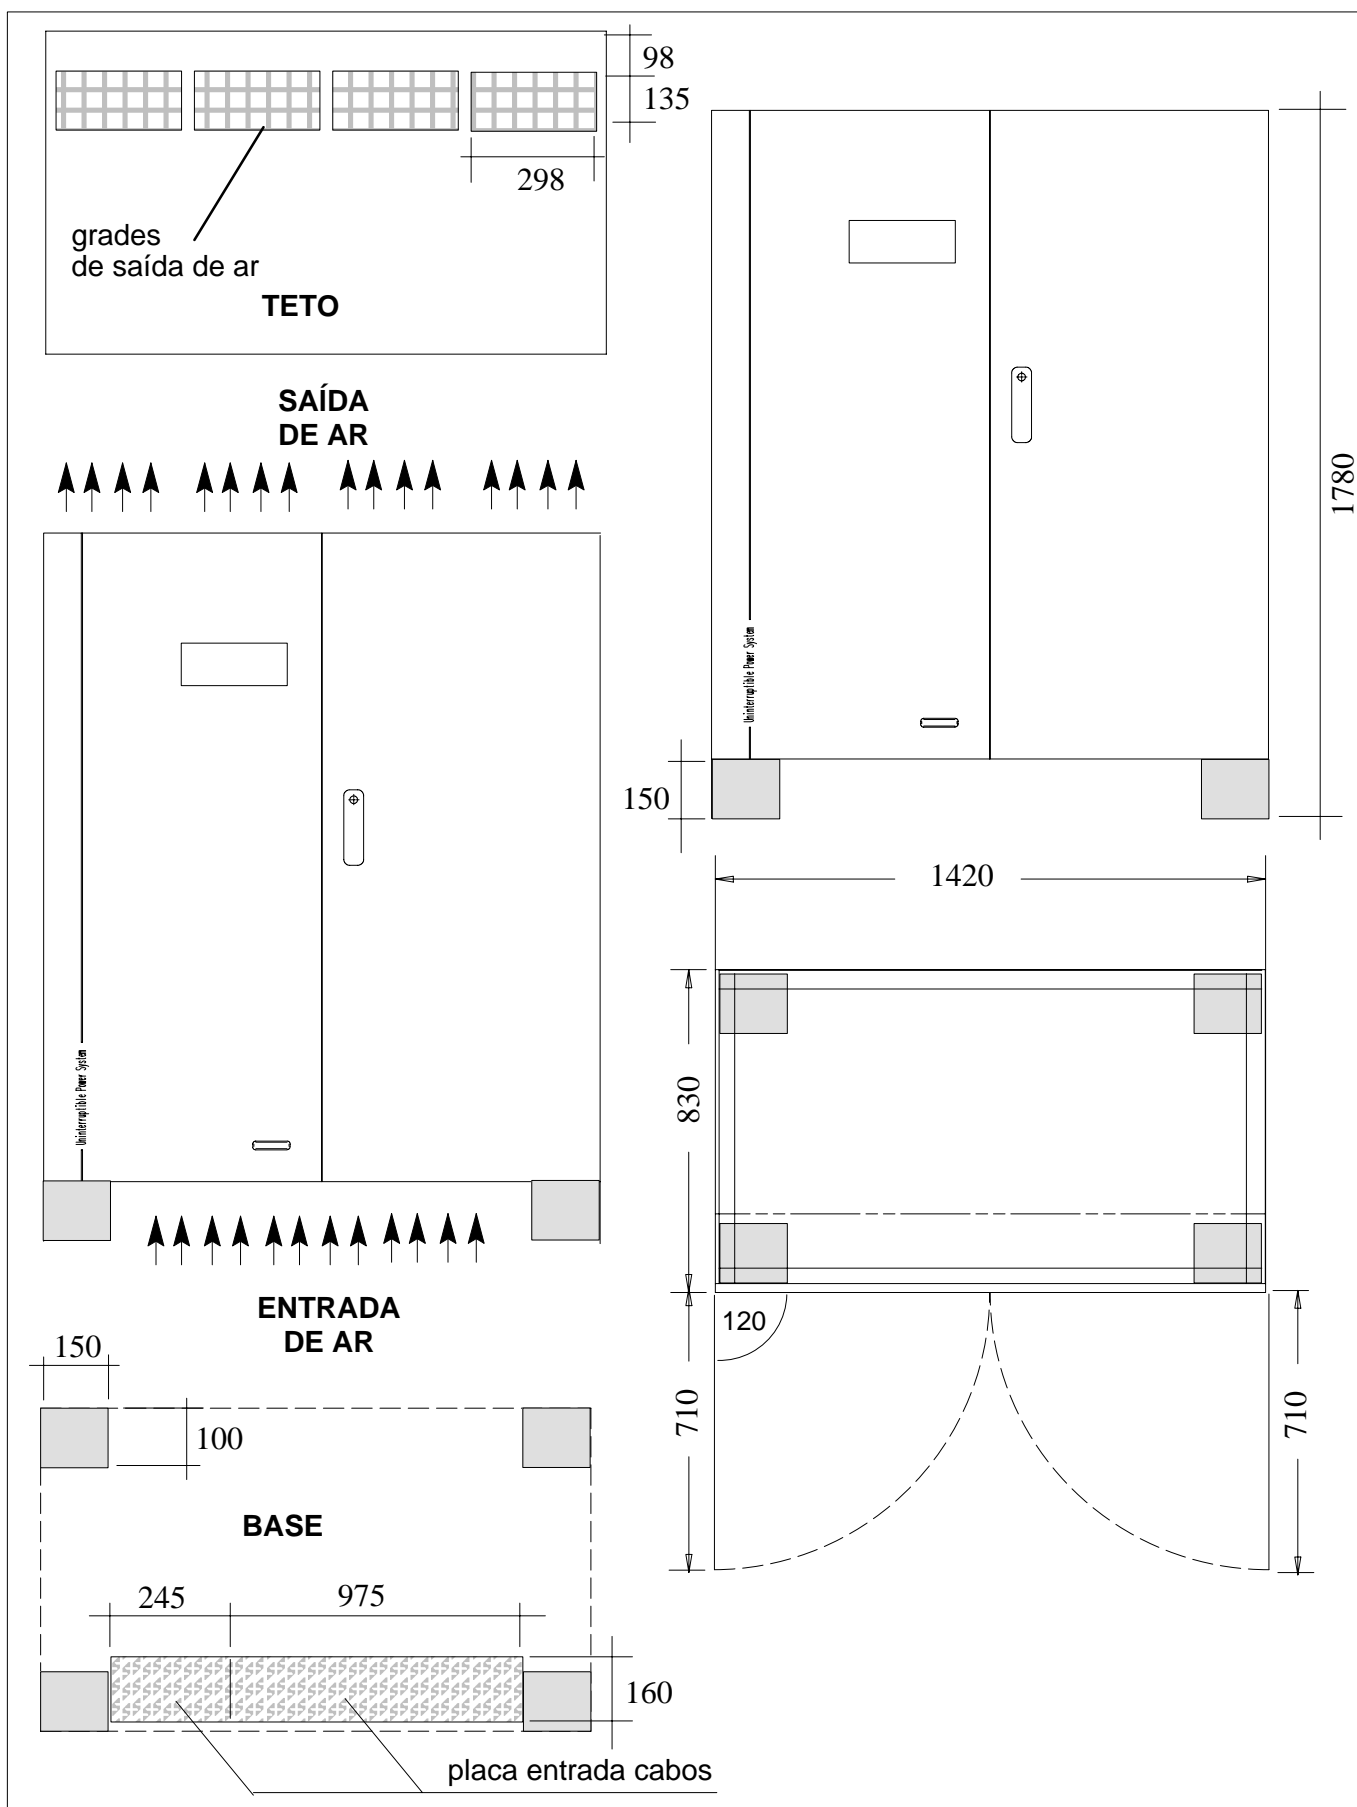 98
135
298
grades
de saída de ar
TETO
SAÍDA
DE AR
Uninterruptible Power System
ENTRADA
DE AR
150
100
BASE
245
975
160
placa entrada cabos
Uninterruptible Power System
1780
150
1420
830
120
710
710